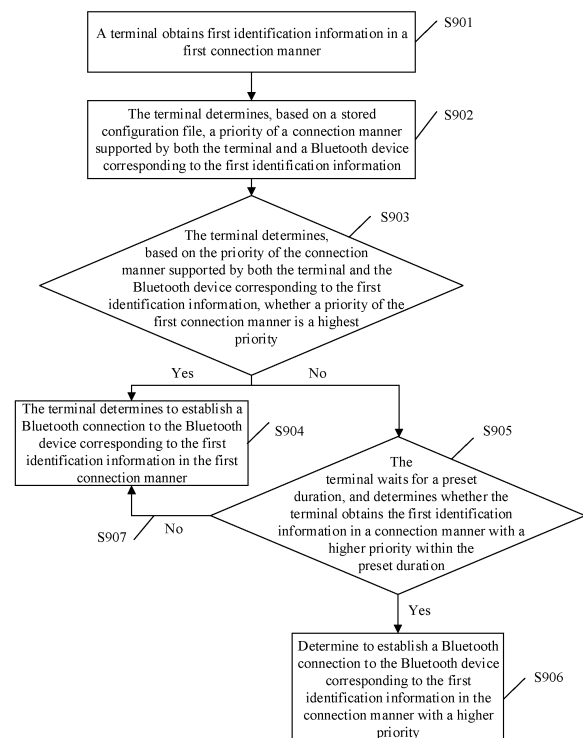 A terminal obtains first identification information in a
first connection manner
S901
The terminal determines, based on a stored
configuration file, a priority of a connection manner
supported by both the terminal and a Bluetooth device
corresponding to the first identification information
S902
S903
The terminal determines,
based on the priority of the connection
manner supported by both the terminal and the
Bluetooth device corresponding to the first
identification information, whether a priority of the
first connection manner is a highest
priority
Yes
No
The terminal determines to establish a
Bluetooth connection to the Bluetooth
device corresponding to the first
identification information in the first
connection manner
S904
S905
The
terminal waits for a preset
duration, and determines whether the
terminal obtains the first identification
information in a connection manner with a
higher priority within the
preset duration
S907
No
Yes
Determine to establish a Bluetooth
connection to the Bluetooth device
corresponding to the first
identification information in the
connection manner with a higher
priority
S906